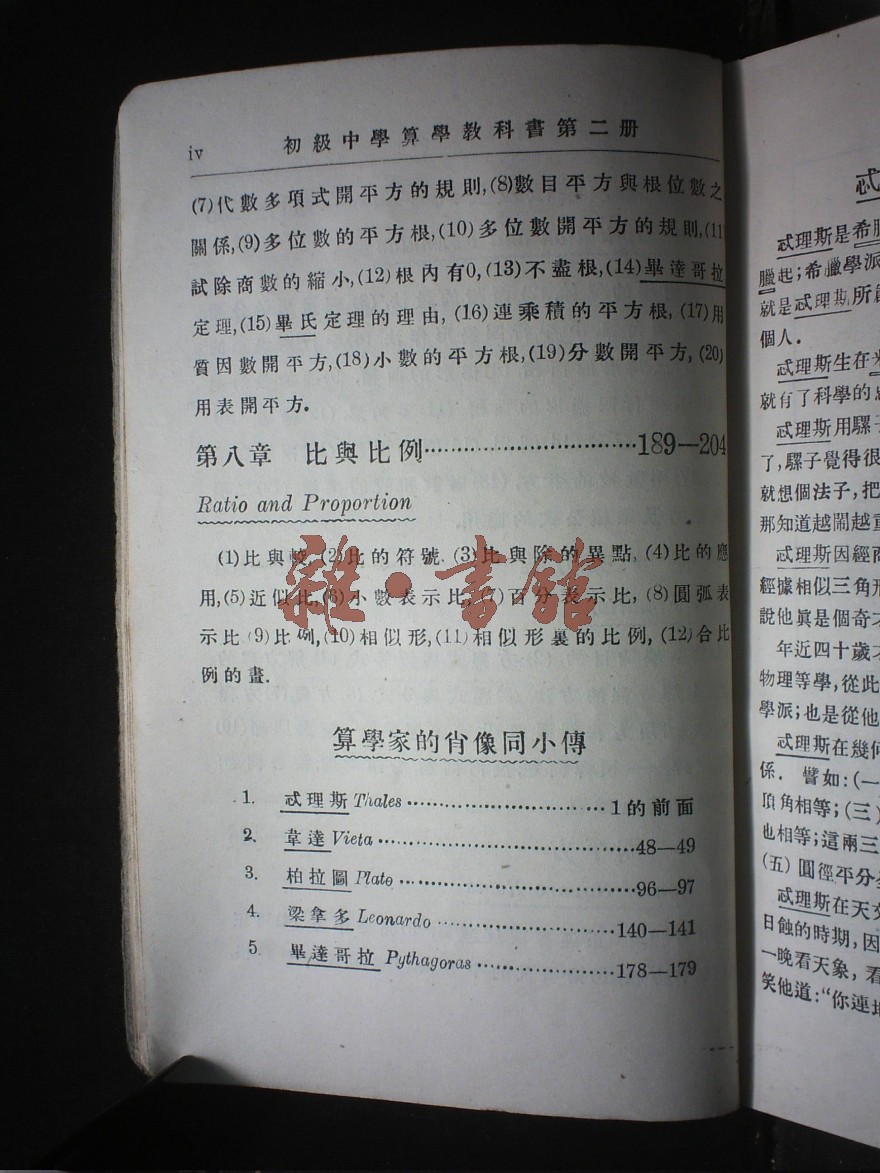 iv 初級中學算學教科書第二册
(7)代數多項式開平方的規則,(8)數目平方與根位數之
關係,(9)多位數的平方根,(10)多位數開平方的規則,(11)
試除商數的縮小,(12)根內有0,(13)不盡根,(14)畢達哥拉
定理,(15)畢氏定理的理由,(16)連乘積的平方根,(17)用
質因數開平方,(18)小數的平方根,(19)分數開平方,(20)
用表開平方.
第八章 比與比例……………………………189—204
Ratio and Proportion
(1)比與較,(2)比的符號,(3)比與除的異點,(4)比的應
用,(5)近似比,(6)小數表示比,(7)百分表示比,(8)圓弧表
示比(9)比例,(10)相似形,(11)相似形裏的比例,(12)合比
例的畫.
雜·書館
算學家的肖像同小傳
1. 忒理斯 Thales……………………………1的前面
2. 韋達 Vieta……………………………48—49
3. 柏拉圖 Plato……………………………96—97
4. 梁拿多 Leonardo……………………………140—141
5. 畢達哥拉 Pythagoras……………………………178—179
忒
忒理斯是希臘
臘起;希臘學派
就是忒理斯所
個人.
忒理斯生在
就有了科學的
忒理斯用騾子
了,騾子覺得很
就想個法子,把
那知道越鬧越重
忒理斯因經商
經據相似三角形
說他眞是個奇才
年近四十歲才
物理等學,從此
學派;也是從他
忒理斯在幾何
係. 譬如:(一
頂角相等;(三)
也相等;這兩三
(五)圓徑平分
忒理斯在天文
日蝕的時期,因
一晚看天象,看
笑他道:“你連地